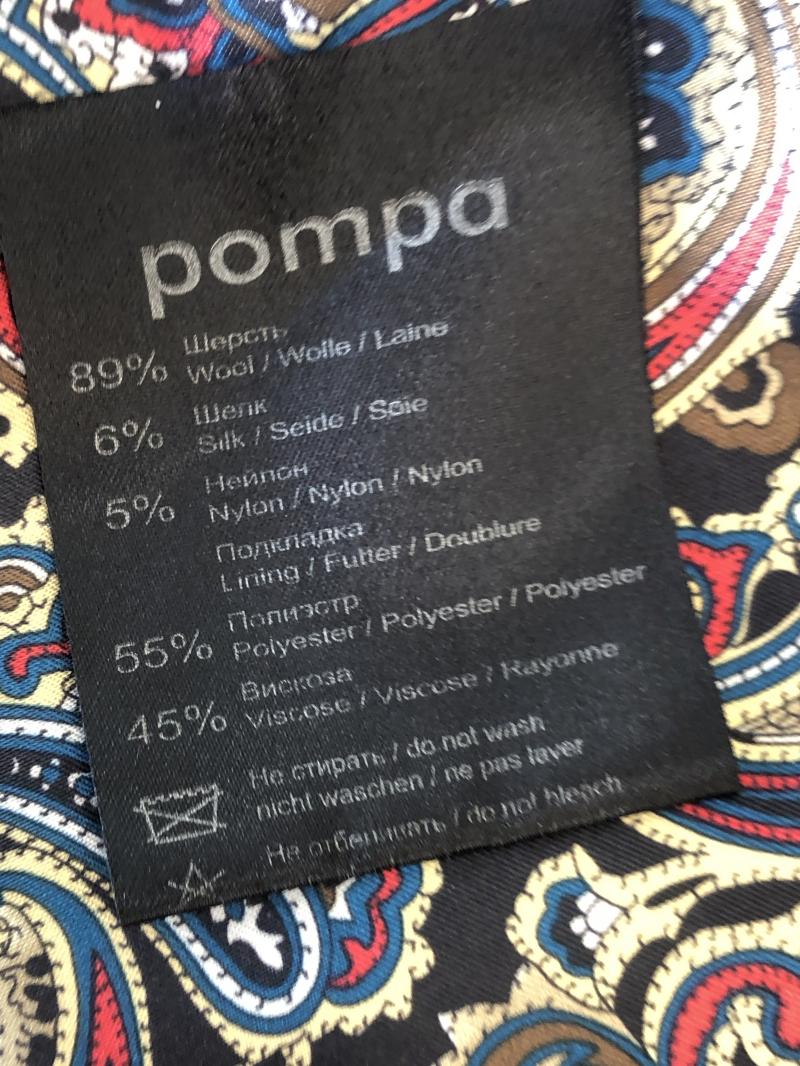 pompa
Шерсть
89% Wool / Wolle / Laine
Шелк
6% Silk / Seide / Soie
Нейлон
5% Nylon / Nylon / Nylon
Подкладка
Lining / Futter / Doublure
Полиэстр
55% Polyester / Polyester / Polyester
Вискоза
45% Viscose / Viscose / Rayonne
Не стирать / do not wash
nicht waschen / ne pas laver
Не отбеливать / do not bleach